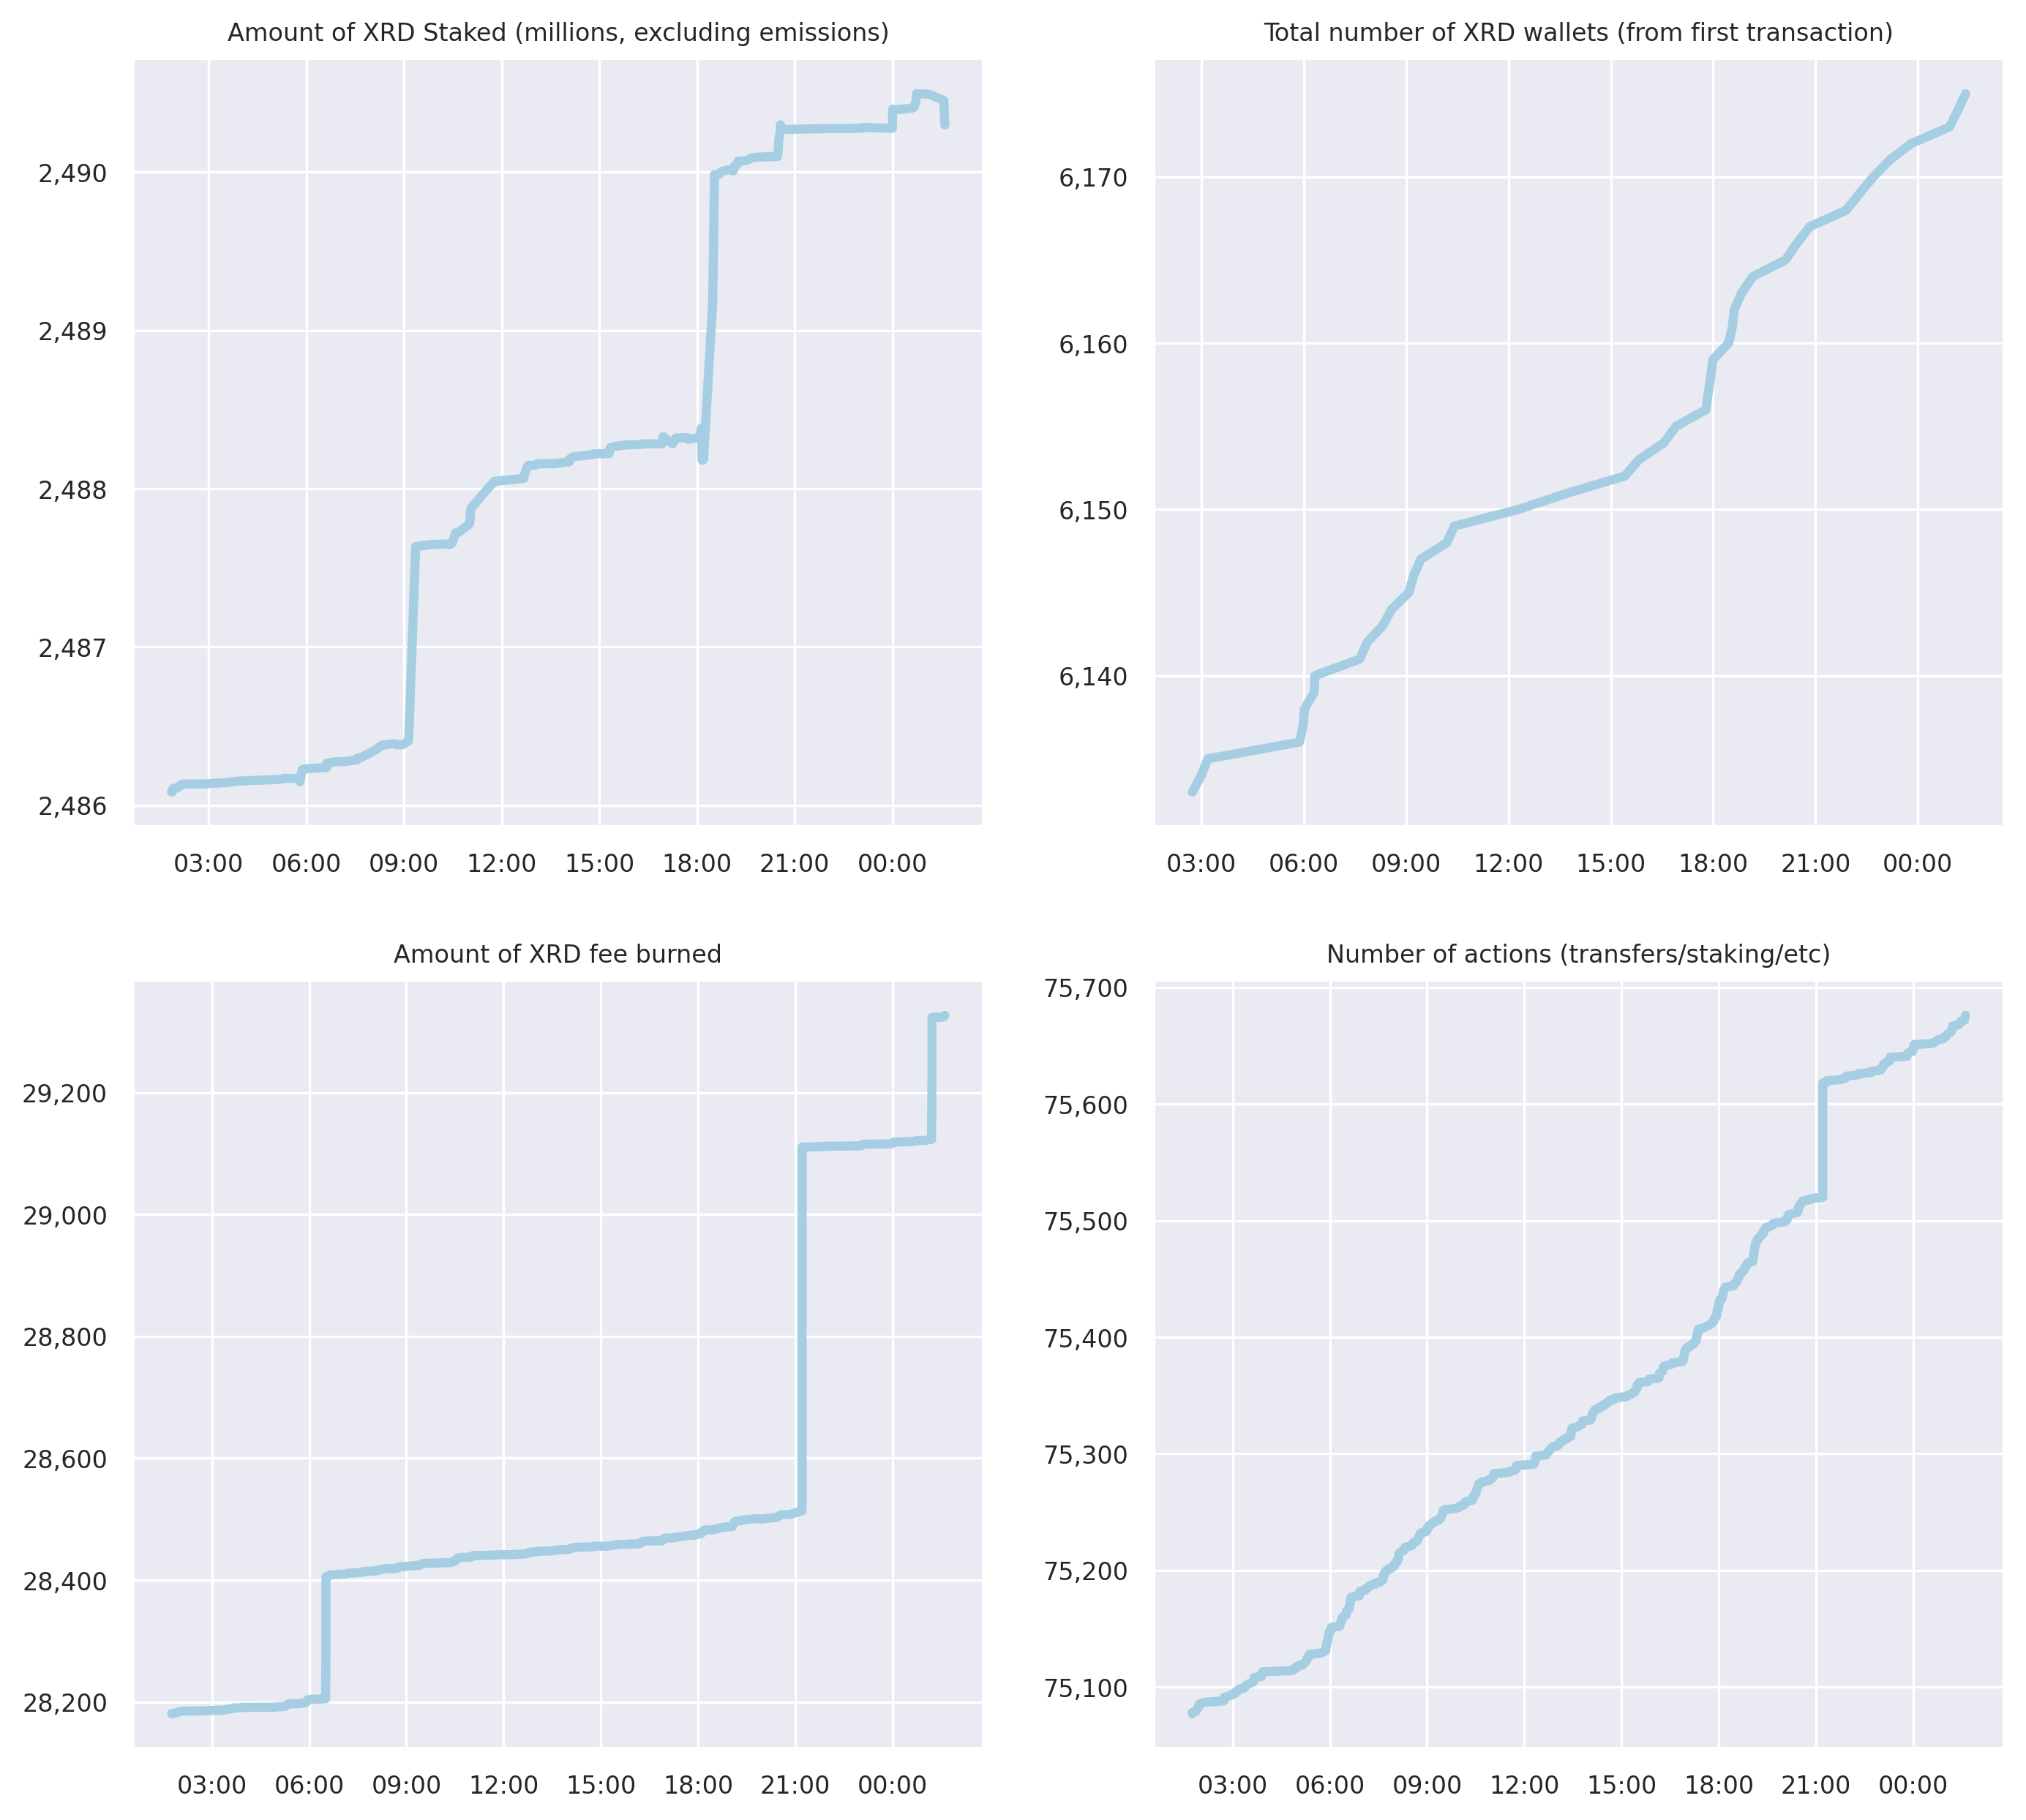 Amount of XRD Staked (millions, excluding emissions)
2,490
2,489
2,488
2,487
2,486
03:00 06:00 09:00 12:00 15:00 18:00 21:00 00:00
Total number of XRD wallets (from first transaction)
6,170
6,160
6,150
6,140
03:00 06:00 09:00 12:00 15:00 18:00 21:00 00:00
Amount of XRD fee burned
29,200
29,000
28,800
28,600
28,400
28,200
03:00 06:00 09:00 12:00 15:00 18:00 21:00 00:00
Number of actions (transfers/staking/etc)
75,700
75,600
75,500
75,400
75,300
75,200
75,100
03:00 06:00 09:00 12:00 15:00 18:00 21:00 00:00